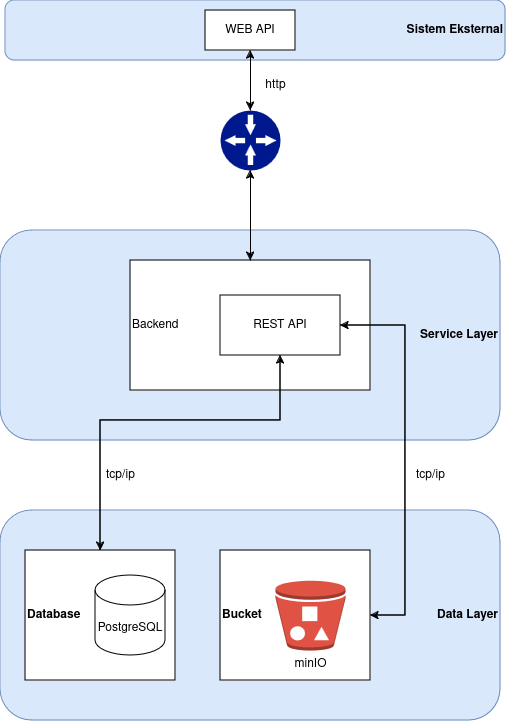 WEB API
Sistem Eksternal
http
Backend
REST API
Service Layer
tcp/ip
tcp/ip
Database
PostgreSQL
Bucket
minIO
Data Layer